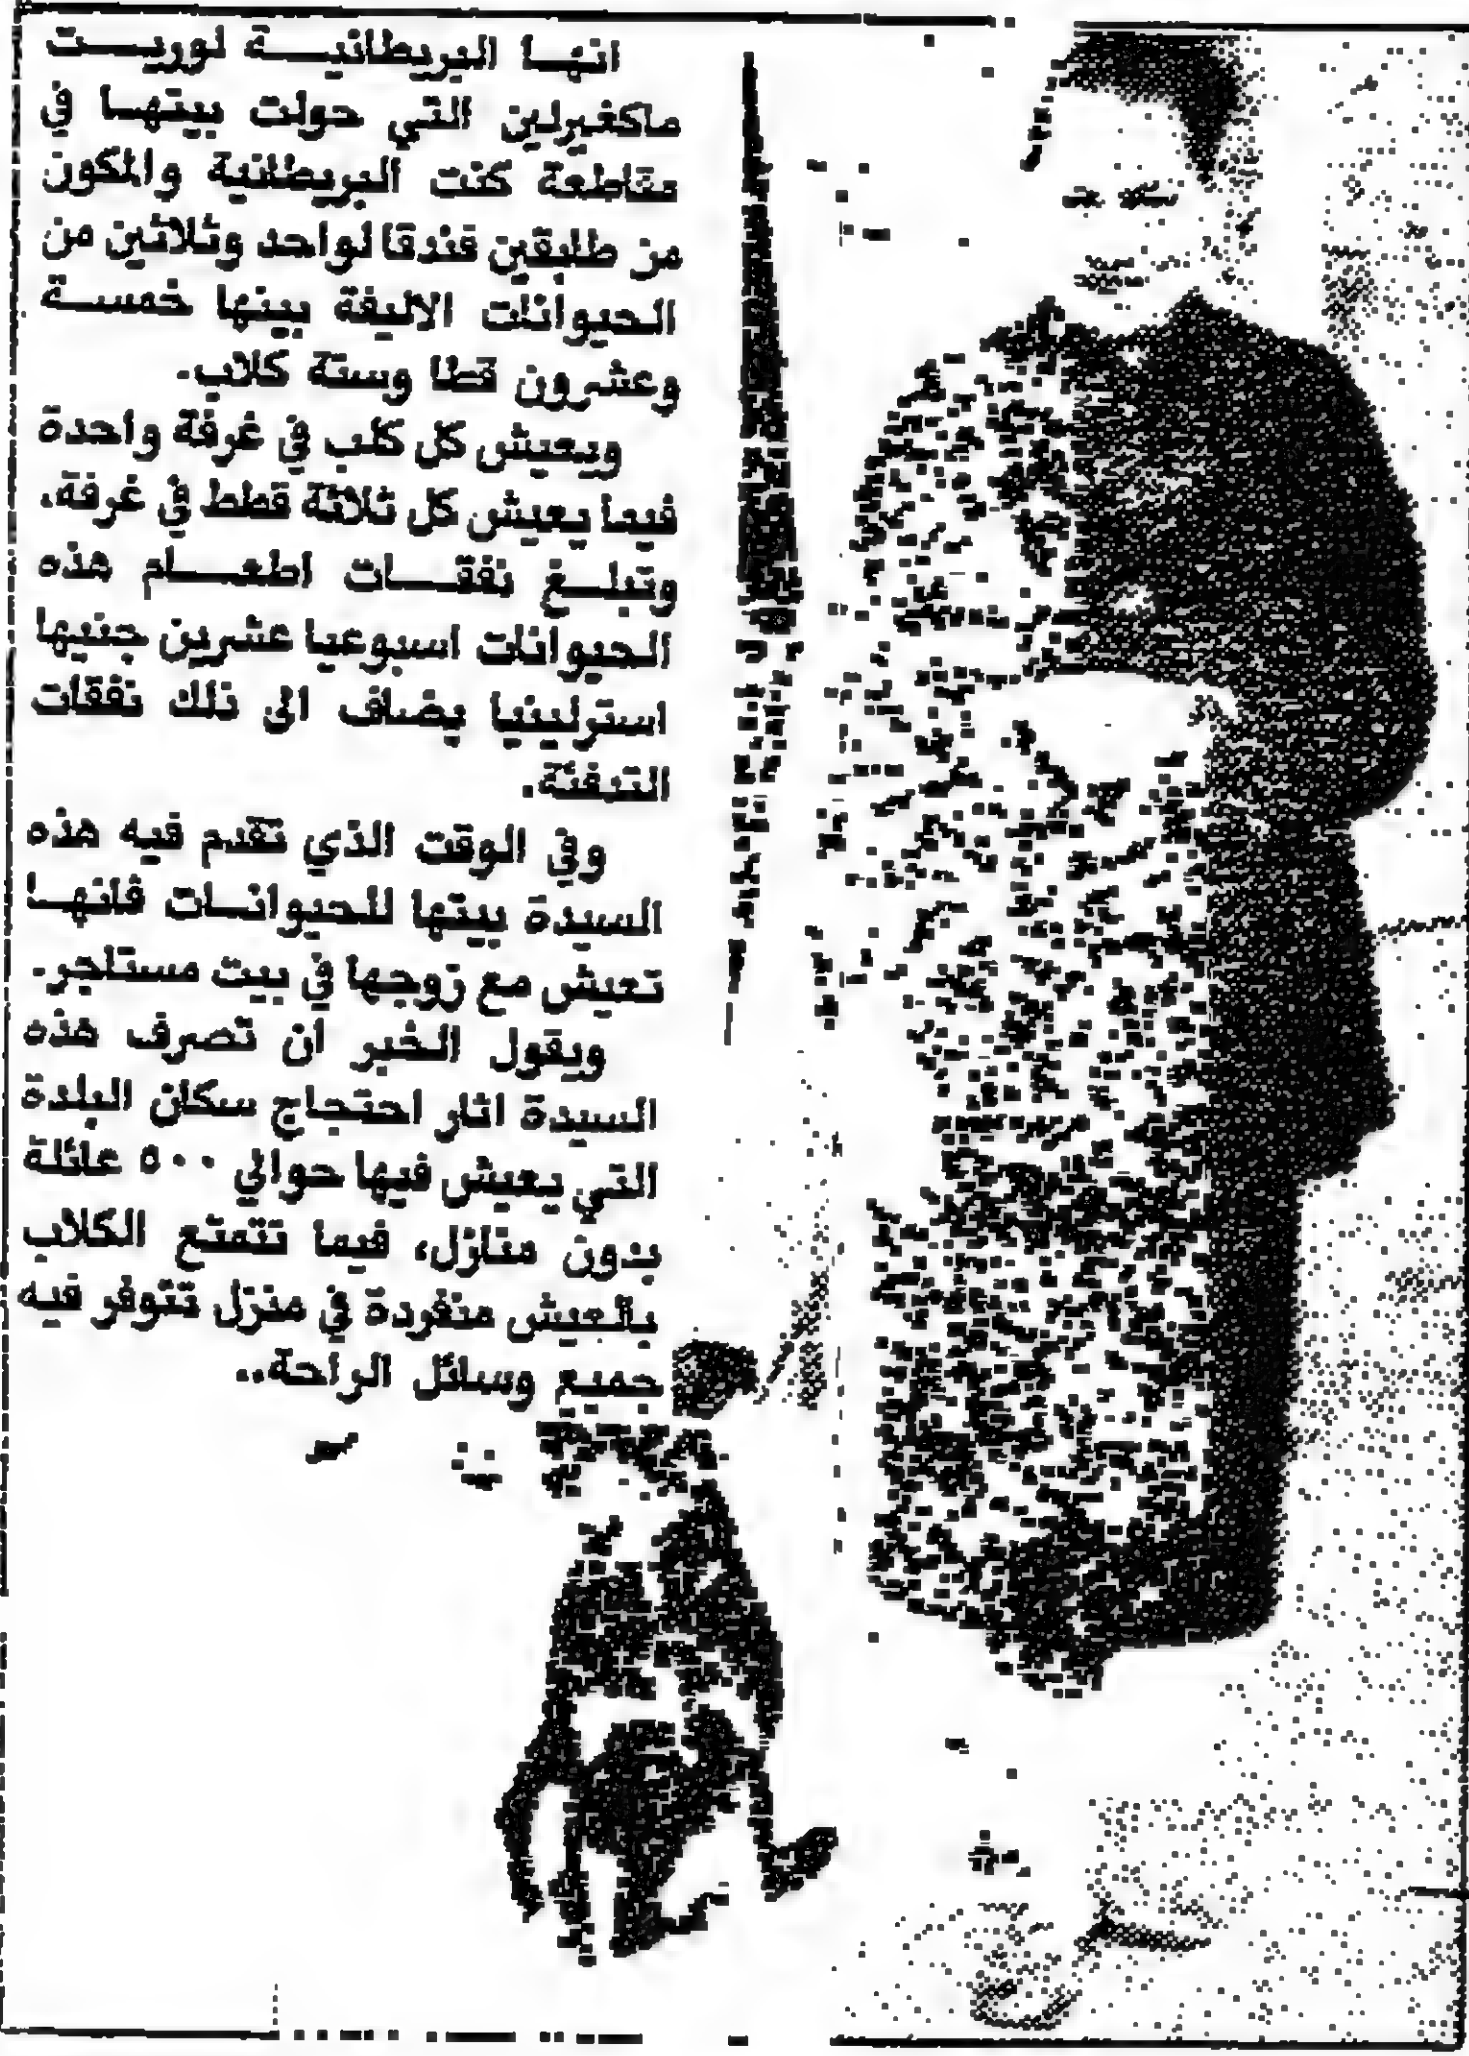 انها البريطانية لوريت
ماكغيرلين التي حولت بيتها في
مقاطعة كنت البريطانية والمكون
من طابقين فندقا لواحد وثلاثين من
الحيوانات الاليفة بينها خمسة
وعشرون قطا وستة كلاب.
ويعيش كل كلب في غرفة واحدة
فيما يعيش كل ثلاثة قطط في غرفة،
وتبلغ نفقات اطعام هذه
الحيوانات اسبوعيا عشرين جنيها
استرلينيا يضاف الى ذلك نفقات
التدفئة.
وفي الوقت الذي تقدم فيه هذه
السيدة بيتها للحيوانات فانها
تعيش مع زوجها في بيت مستاجر.
ويقول الخبر ان تصرف هذه
السيدة اثار احتجاج سكان البلدة
التي يعيش فيها حوالي ٥٠٠ عائلة
بدون منازل، فيما تتمتع الكلاب
بالعيش منفردة في منزل تتوفر فيه
جميع وسائل الراحة..